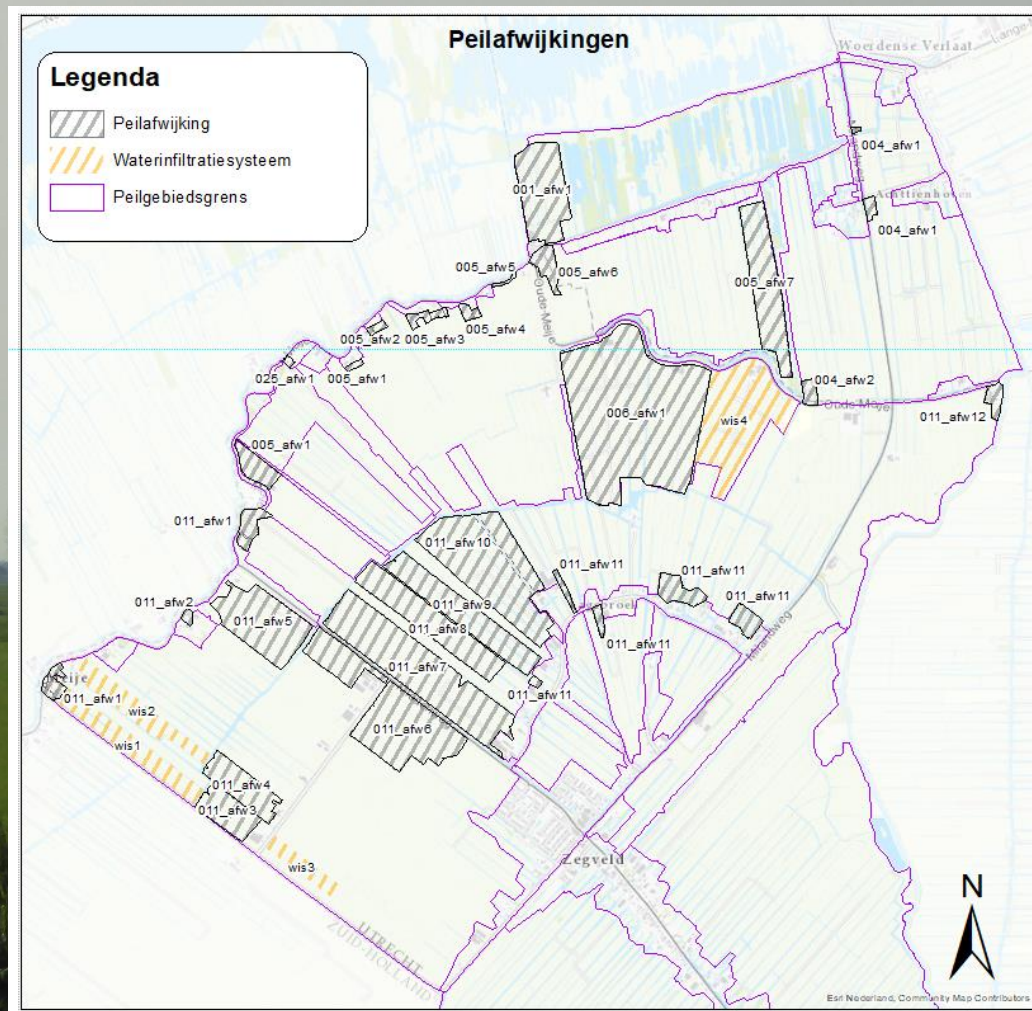 Peilafwijkingen
Legenda
Peilafwijking
Waterinfiltratiesysteem
Peilgebiedsgrens
Woerdense Verlaat
004_afw1
Achttienhoven
001_afw1
004_afw1
005_afw5
005_afw6
005_afw7
Oude Meije
005_afw2
005_afw3
005_afw4
025_afw1
005_afw1
004_afw2
006_afw1
Oude Meije
wis4
011_afw12
005_afw1
011_afw1
011_afw10
011_afw11
011_afw11
011_afw9
011_afw11
011_afw2
011_afw5
011_afw8
011_afw11
Milandweg
011_afw7
Meije
011_afw1
011_afw11
wis2
011_afw6
wis1
011_afw4
011_afw3
wis3
Zegveld
UTRECHT
ZUID-HOLLAND
N
Esri Nederland, Community Map Contributors